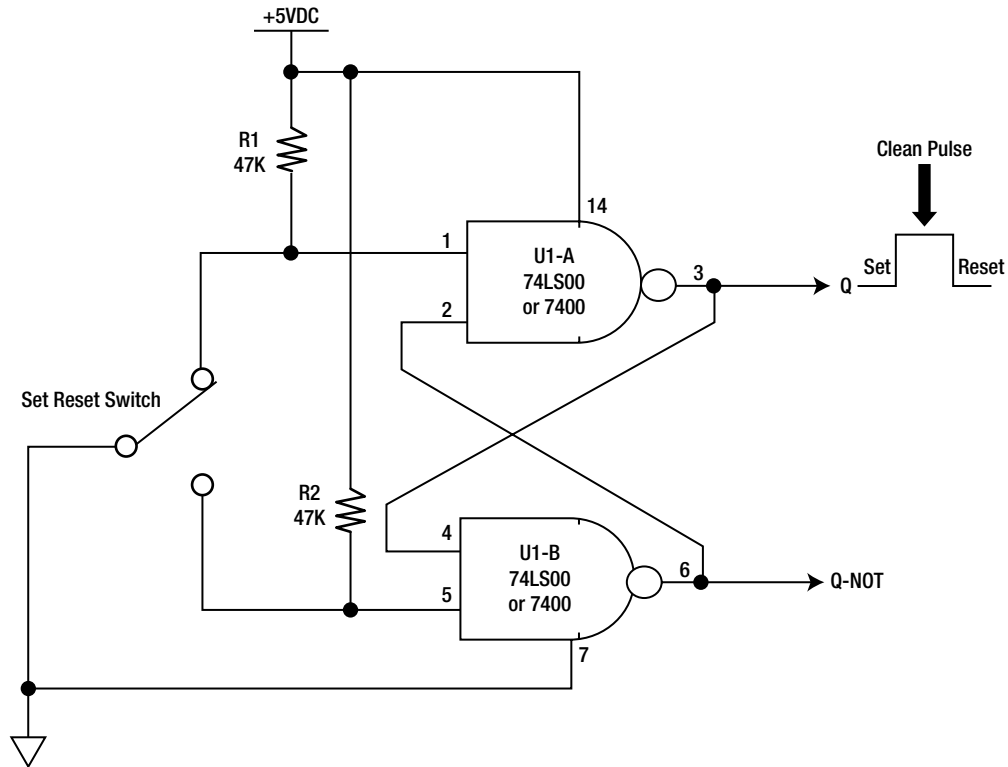 +5VDC
R1
47K
14
Clean Pulse
1
U1-A
74LS00
or 7400
2
3
Q
Set
Reset
Set Reset Switch
R2
47K
4
U1-B
74LS00
or 7400
5
6
Q-NOT
7